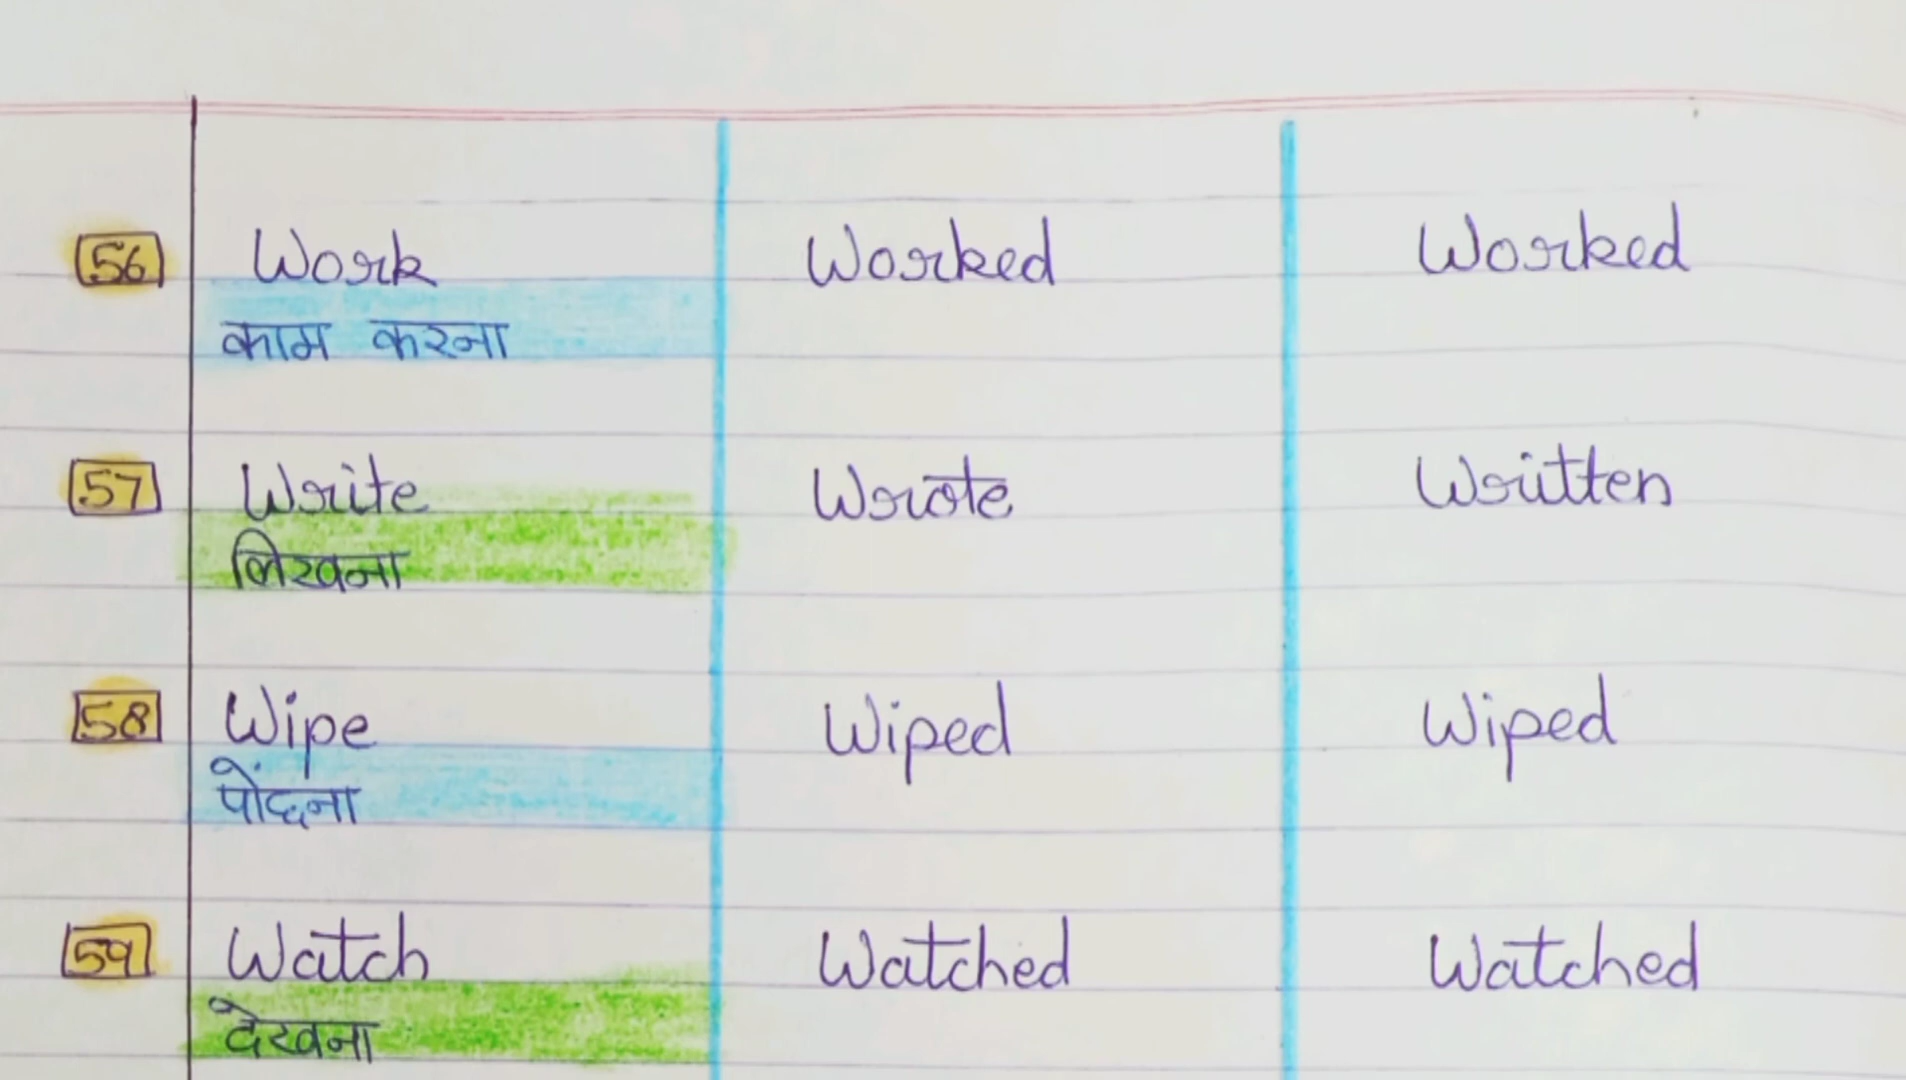 56 Work Worked Worked
काम करना
57 Write Wrote Written
लिखना
58 Wipe Wiped Wiped
पोंछना
59 Watch Watched Watched
देखना